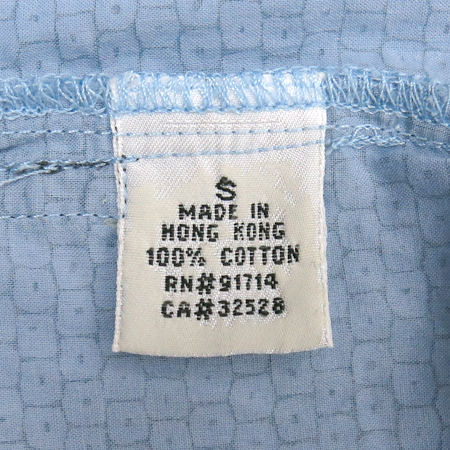 S
MADE IN
HONG KONG
100% COTTON
RN#91714
CA#32528